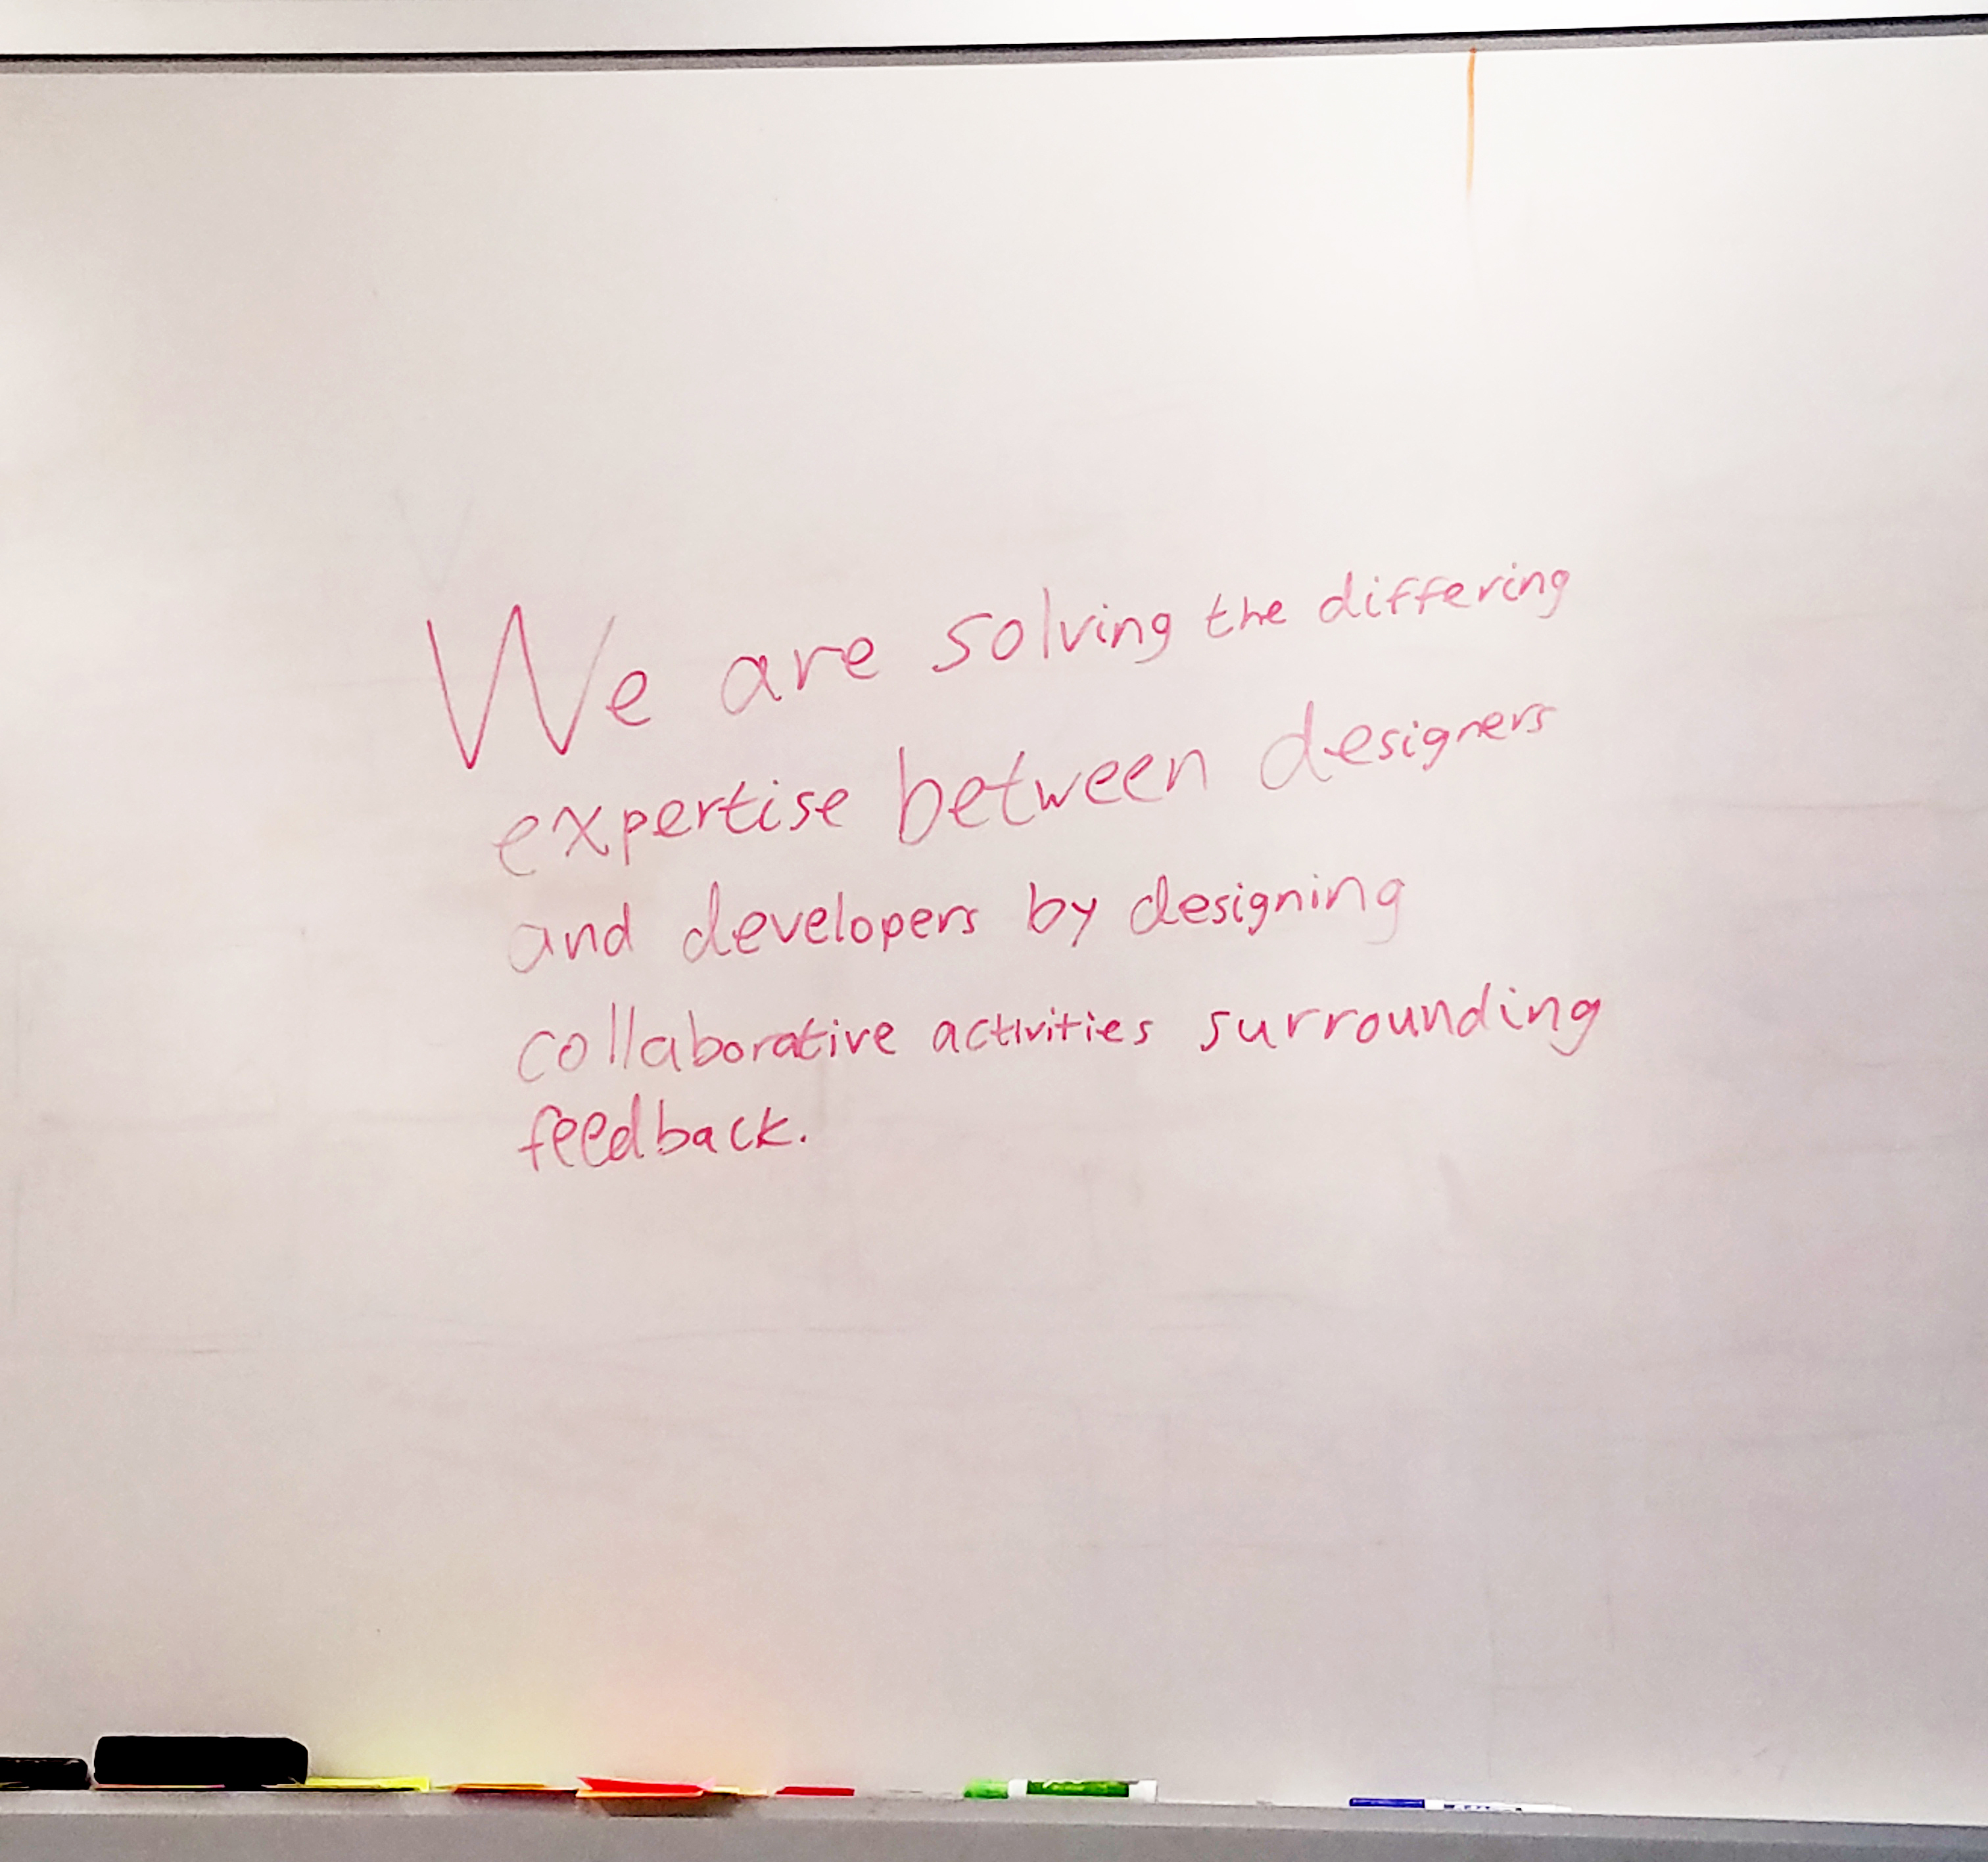 We are solving the differing
expertise between designers
and developers by designing
collaborative activities surrounding
feedback.